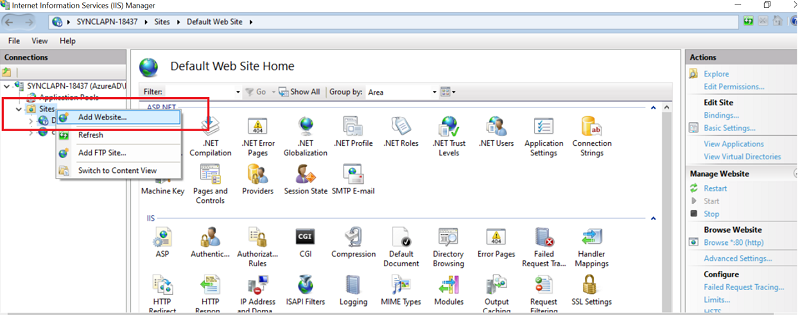 Internet Information Services (IIS) Manager
SYNCLAPN-18437 Sites Default Web Site
File View Help
Connections
SYNCLAPN-18437 (AzureAD\
Application Pools
Sites
Add Website...
Refresh
Add FTP Site...
Switch to Content View
Default Web Site Home
Filter: Go Show All Group by: Area
ASP.NET
.NET Compilation
.NET Error Pages
.NET Globalization
.NET Profile
.NET Roles
.NET Trust Levels
.NET Users
Application Settings
Connection Strings
Machine Key
Pages and Controls
Providers
Session State
SMTP E-mail
IIS
ASP
Authentic...
Authorizat... Rules
CGI
Compression
Default Document
Directory Browsing
Error Pages
Failed Request Tra...
Handler Mappings
HTTP Redirect
HTTP Respon...
IP Address and Doma...
ISAPI Filters
Logging
MIME Types
Modules
Output Caching
Request Filtering
SSL Settings
Actions
Explore
Edit Permissions...
Edit Site
Bindings...
Basic Settings...
View Applications
View Virtual Directories
Manage Website
Restart
Start
Stop
Browse Website
Browse *:80 (http)
Advanced Settings...
Configure
Failed Request Tracing...
Limits...
HSTS...